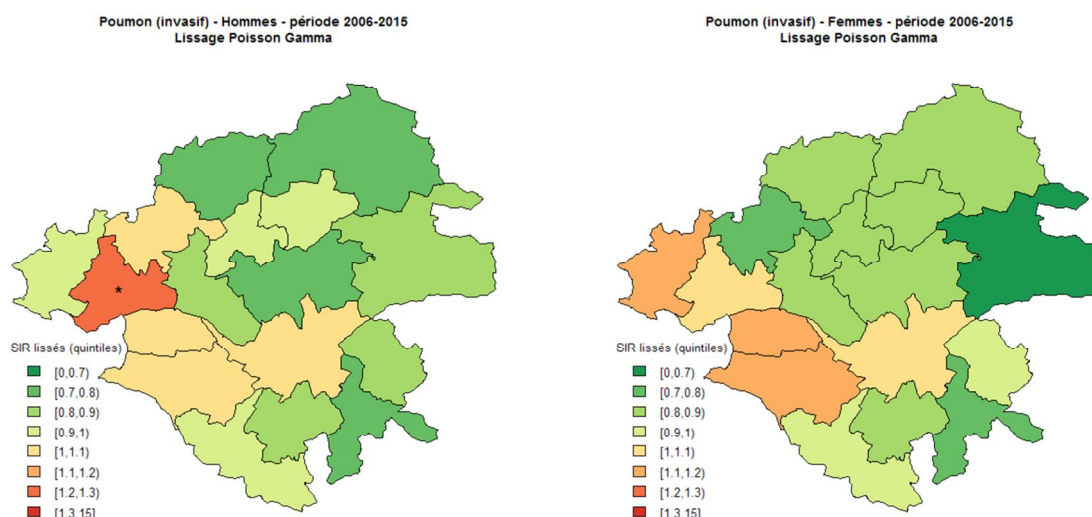 Poumon (invasif) - Hommes - période 2006-2015
Lissage Poisson Gamma
*
SIR lissés (quintiles)
[0,0.7)
[0.7,0.8)
[0.8,0.9)
[0.9,1)
[1,1.1)
[1.1,1.2)
[1.2,1.3)
[1.3,15]
Poumon (invasif) - Femmes - période 2006-2015
Lissage Poisson Gamma
SIR lissés (quintiles)
[0,0.7)
[0.7,0.8)
[0.8,0.9)
[0.9,1)
[1,1.1)
[1.1,1.2)
[1.2,1.3)
[1.3,15]